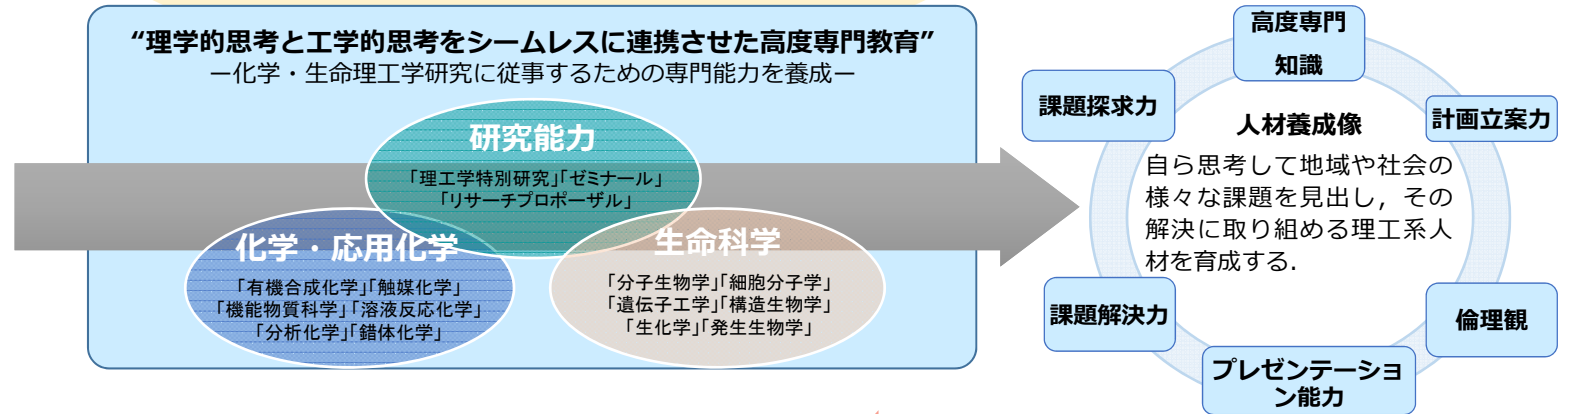 “理学的思考と工学的思考をシームレスに連携させた高度専門教育”
ー化学・生命理工学研究に従事するための専門能力を養成ー
研究能力
「理工学特別研究」「ゼミナール」
「リサーチプロポーザル」
化学・応用化学
「有機合成化学」「触媒化学」
「機能物質科学」「溶液反応化学」
「分析化学」「錯体化学」
生命科学
「分子生物学」「細胞分子学」
「遺伝子工学」「構造生物学」
「生化学」「発生生物学」
高度専門
知識
課題探求力
計画立案力
人材養成像
自ら思考して地域や社会の
様々な課題を見出し，その
解決に取り組める理工系人
材を育成する．
課題解決力
倫理観
プレゼンテーショ
ン能力